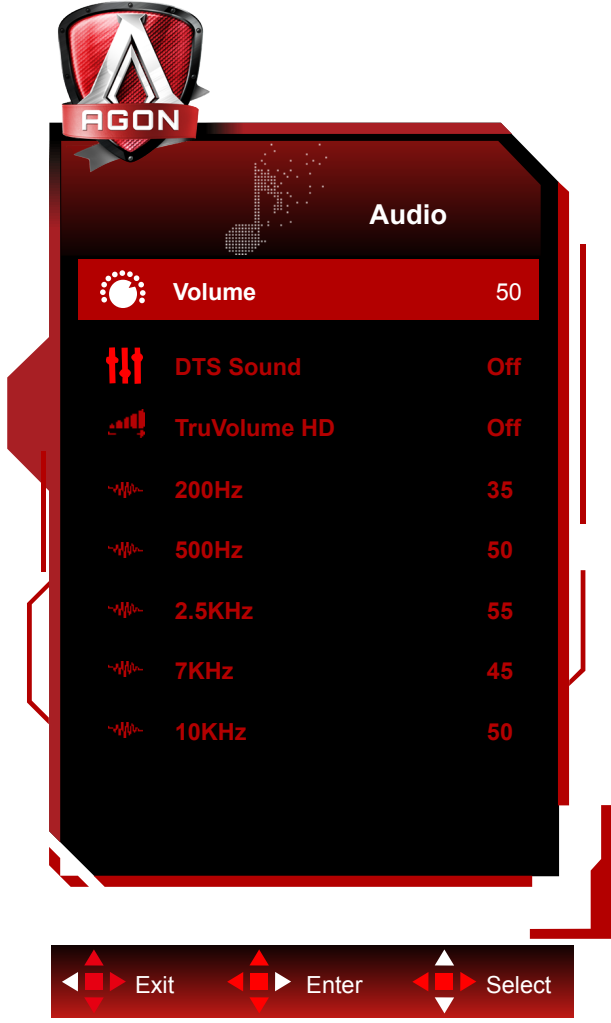 AGON
Audio
Volume 50
DTS Sound Off
TruVolume HD Off
200Hz 35
500Hz 50
2.5KHz 55
7KHz 45
10KHz 50
Exit Enter Select